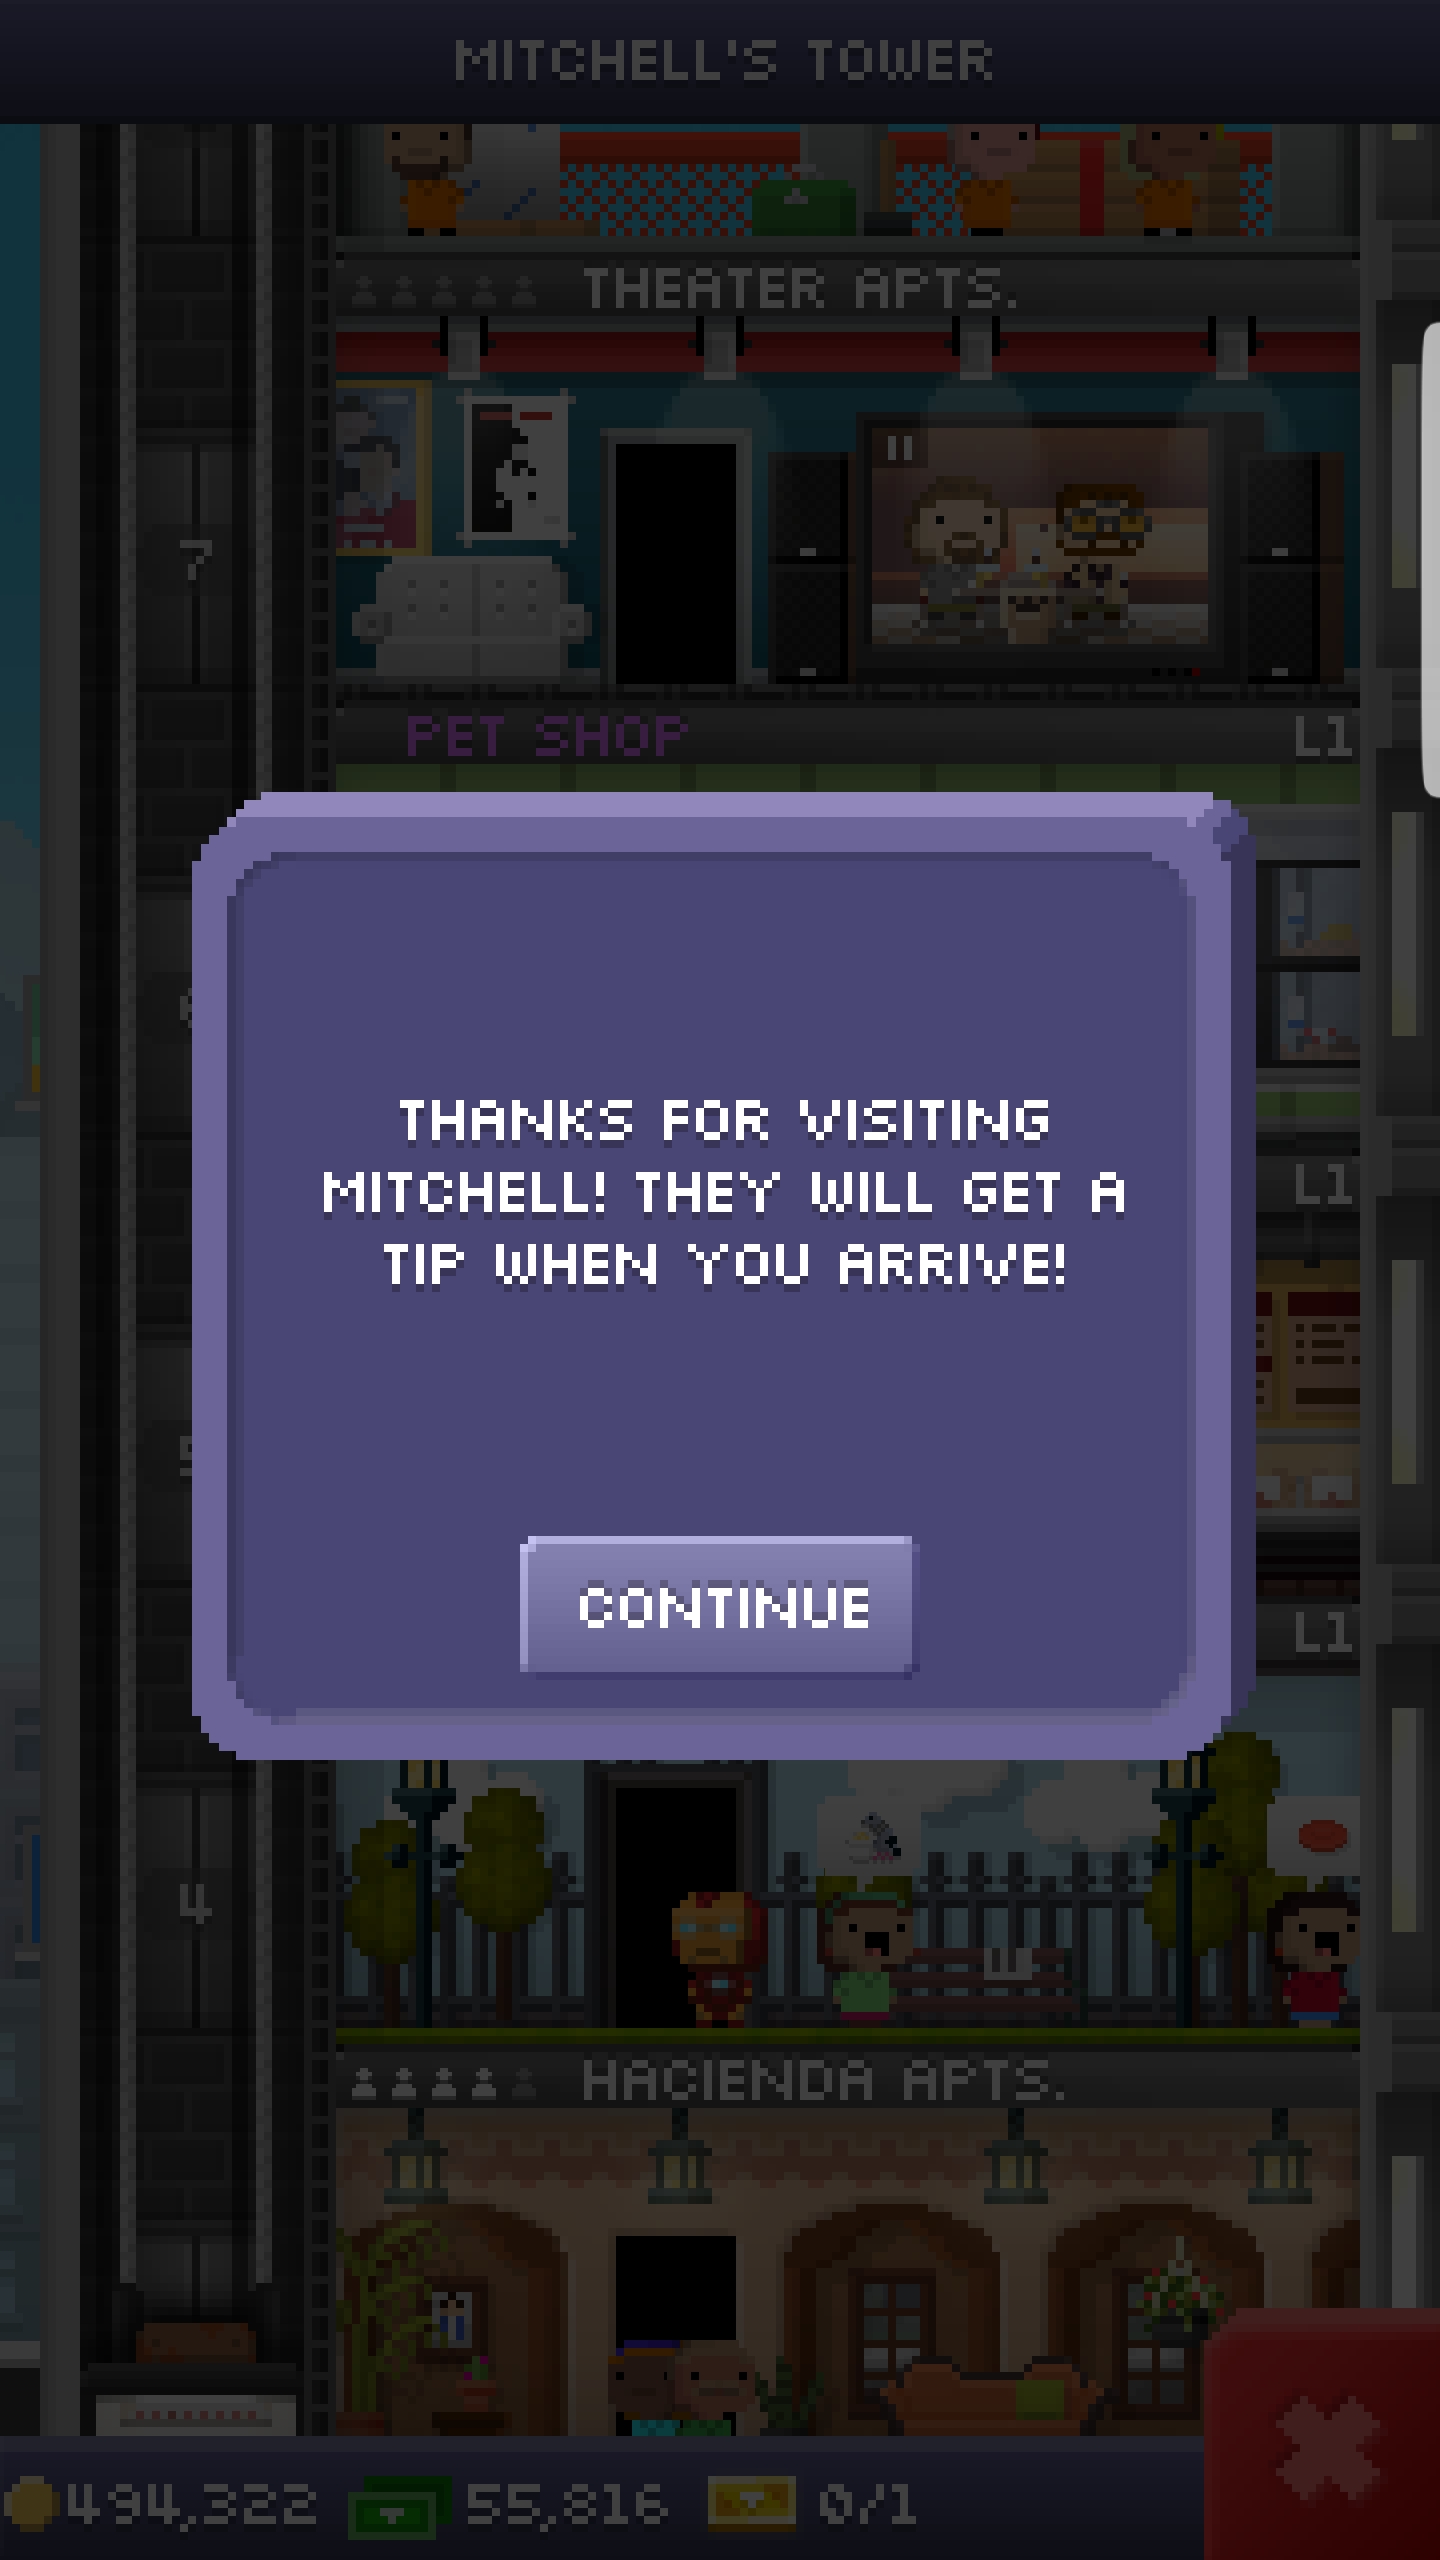 MITCHELL'S TOWER
THEATER APTS.
7
PET SHOP L1
L1
THANKS FOR VISITING
MITCHELL! THEY WILL GET A
TIP WHEN YOU ARRIVE!
L1
CONTINUE
4
HACIENDA APTS.
494,322 55,816 0/1